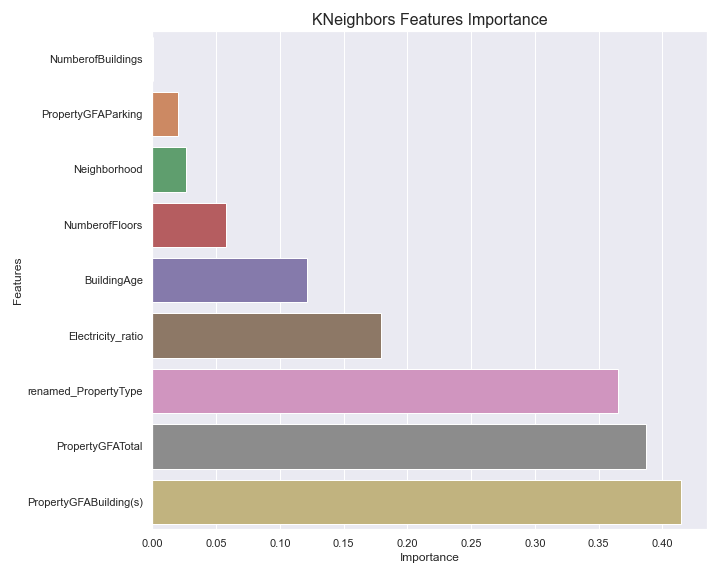 KNeighbors Features Importance
Features
NumberofBuildings
PropertyGFAParking
Neighborhood
NumberofFloors
BuildingAge
Electricity_ratio
renamed_PropertyType
PropertyGFATotal
PropertyGFABuilding(s)
0.00 0.05 0.10 0.15 0.20 0.25 0.30 0.35 0.40
Importance